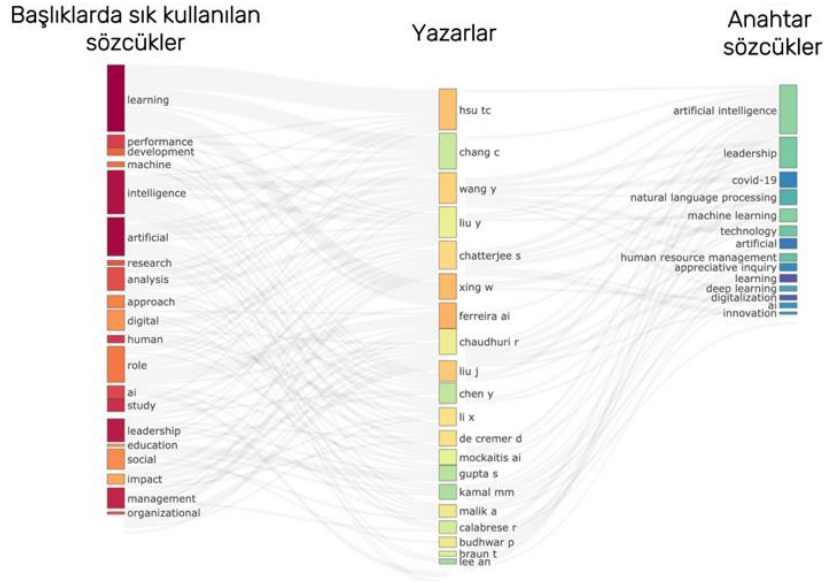 Başlıklarda sık kullanılan
sözcükler
learning
performance
development
machine
intelligence
artificial
research
analysis
approach
digital
human
role
ai
study
leadership
education
social
impact
management
organizational
Yazarlar
hsu tc
chang c
wang y
liu y
chatterjee s
xing w
ferreira ai
chaudhuri r
liu j
chen y
li x
de cremer d
mockaitis ai
gupta s
kamal mm
malik a
calabrese r
budhwar p
braun t
lee an
Anahtar
sözcükler
artificial intelligence
leadership
covid-19
natural language processing
machine learning
technology
artificial
human resource management
appreciative inquiry
learning
deep learning
digitalization
ai
innovation